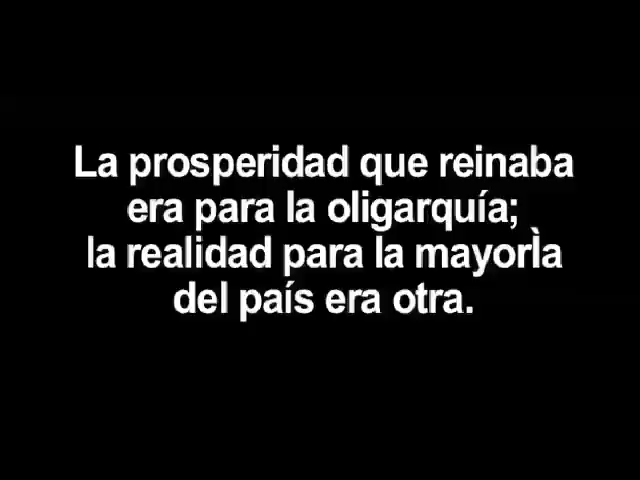 La prosperidad que reinaba
era para la oligarquía;
la realidad para la mayorÌa
del país era otra.